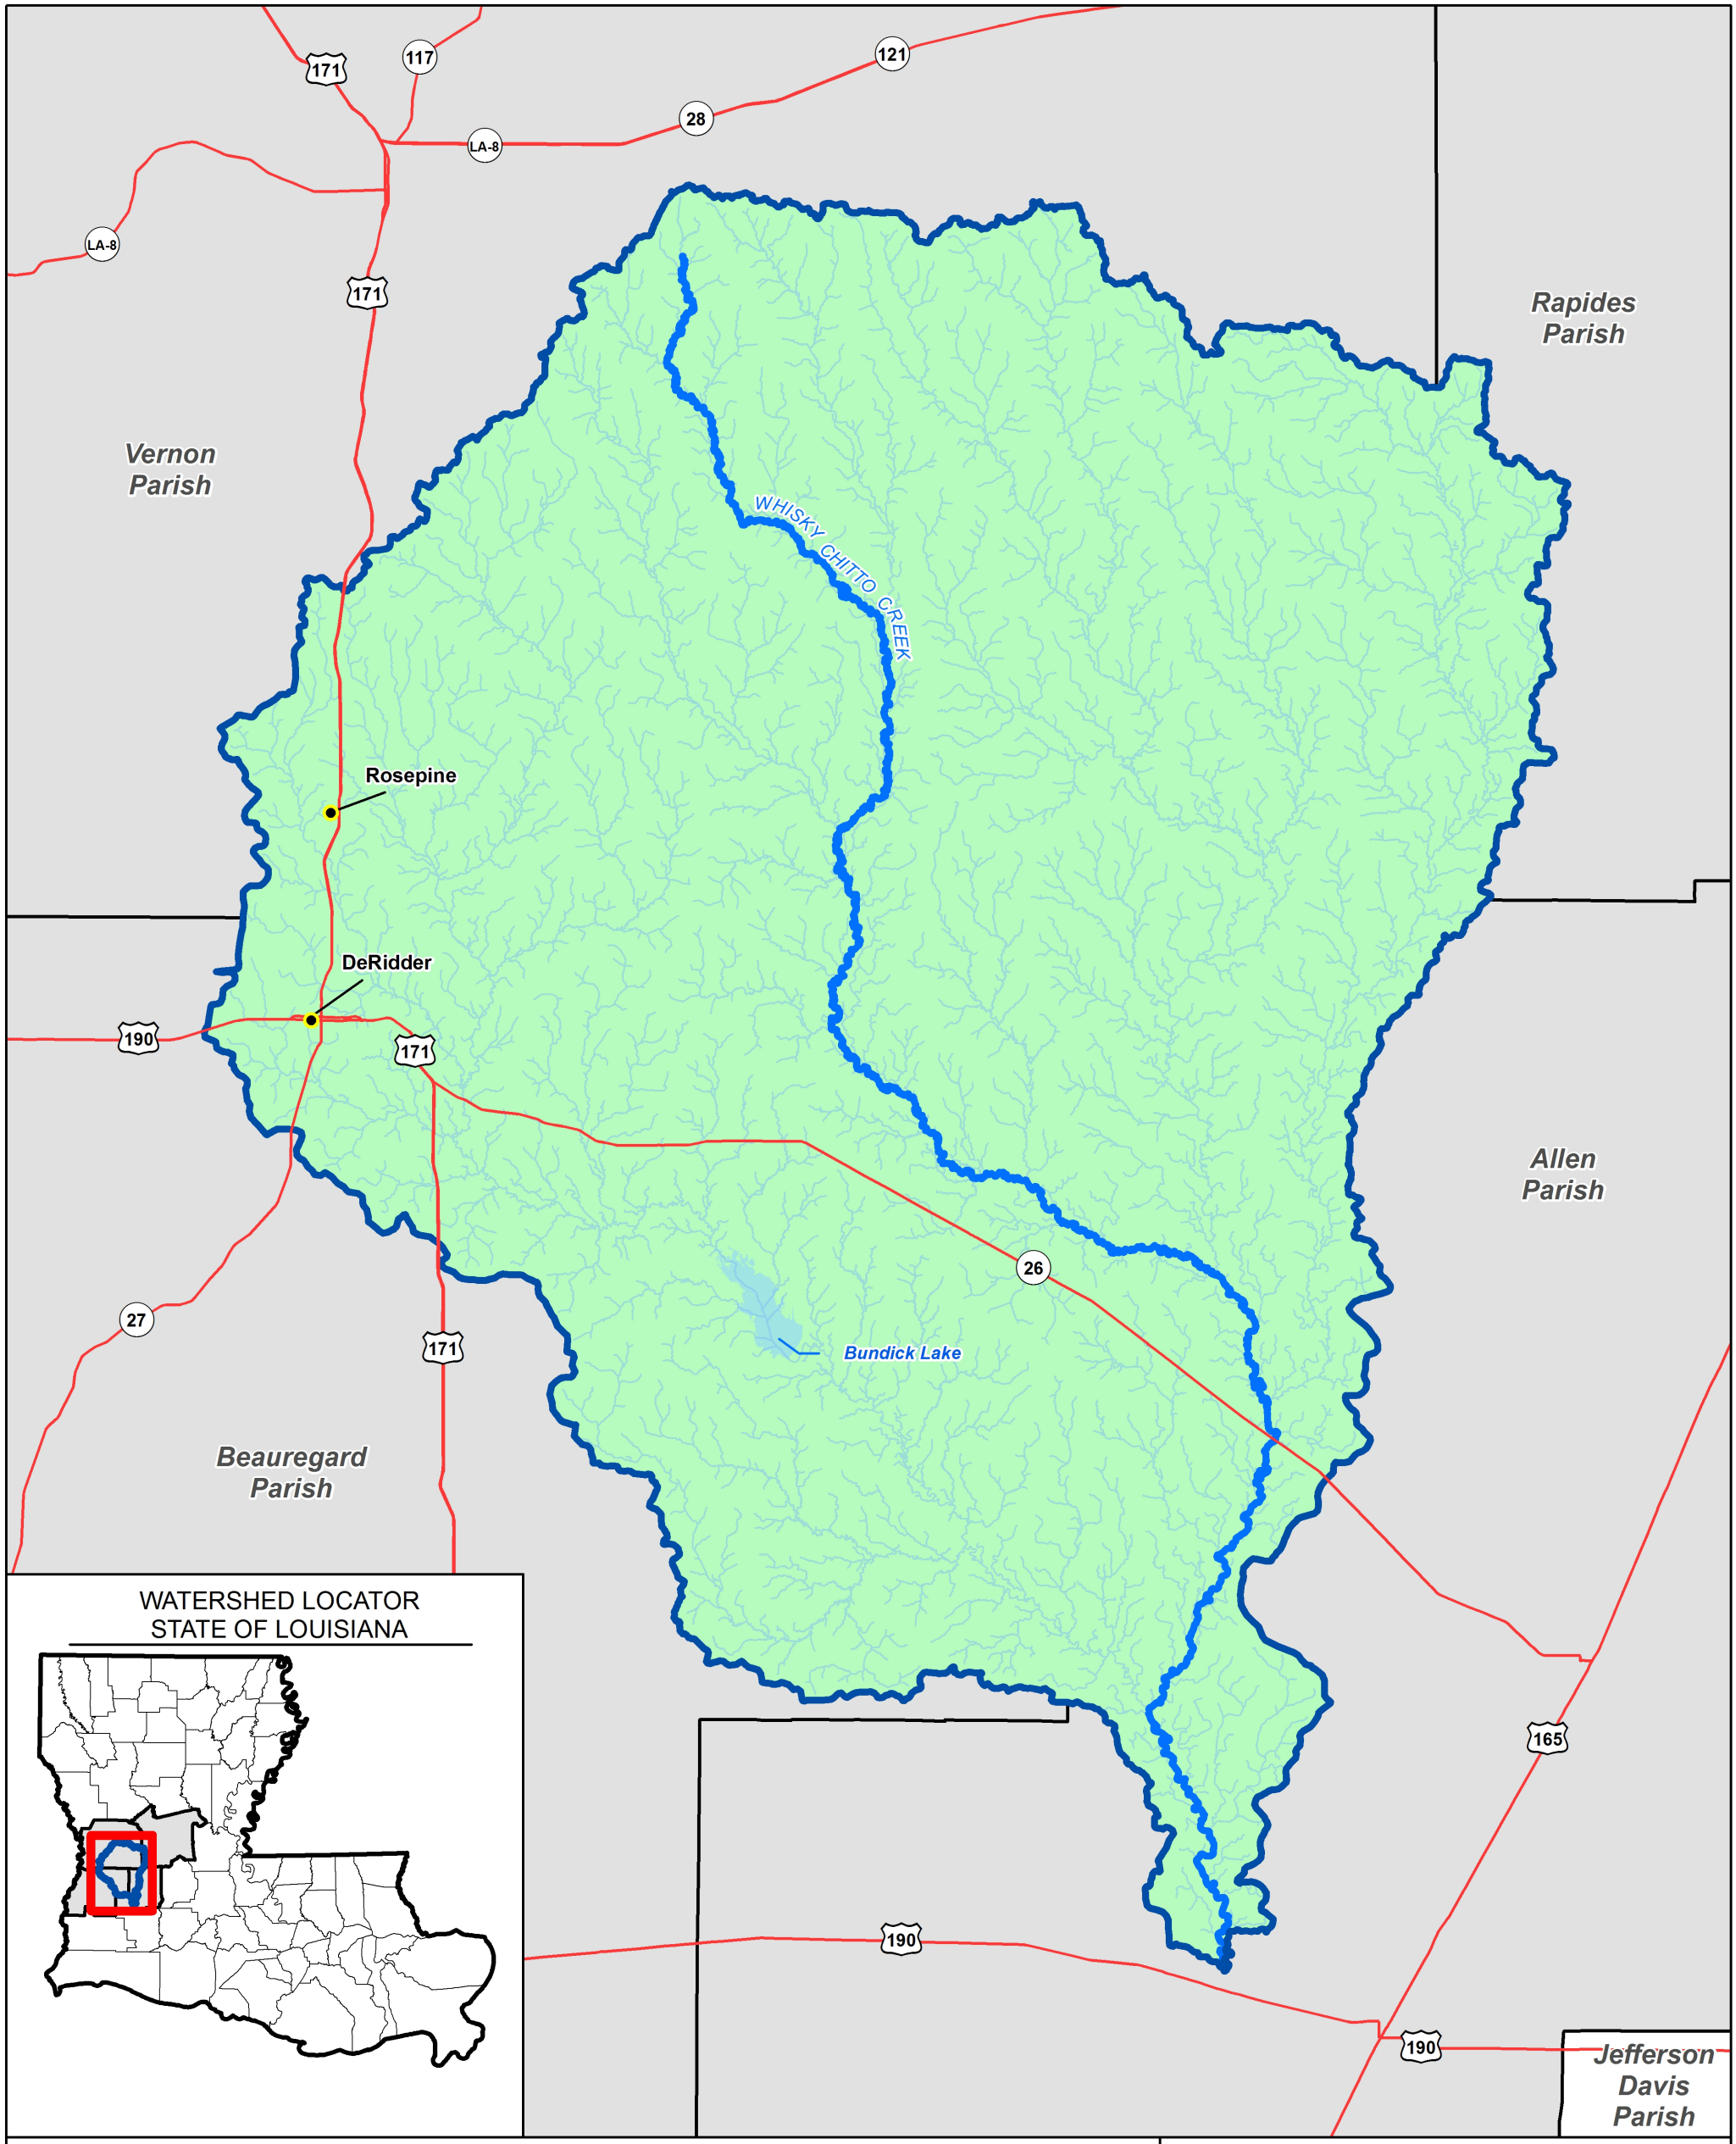 171
117
121
28
LA-8
LA-8
171
Rapides
Parish
Vernon
Parish
WHISKY CHITTO CREEK
Rosepine
DeRidder
190
171
Allen
Parish
26
27
171
Bundick Lake
Beauregard
Parish
WATERSHED LOCATOR
STATE OF LOUISIANA
165
190
190
Jefferson
Davis
Parish